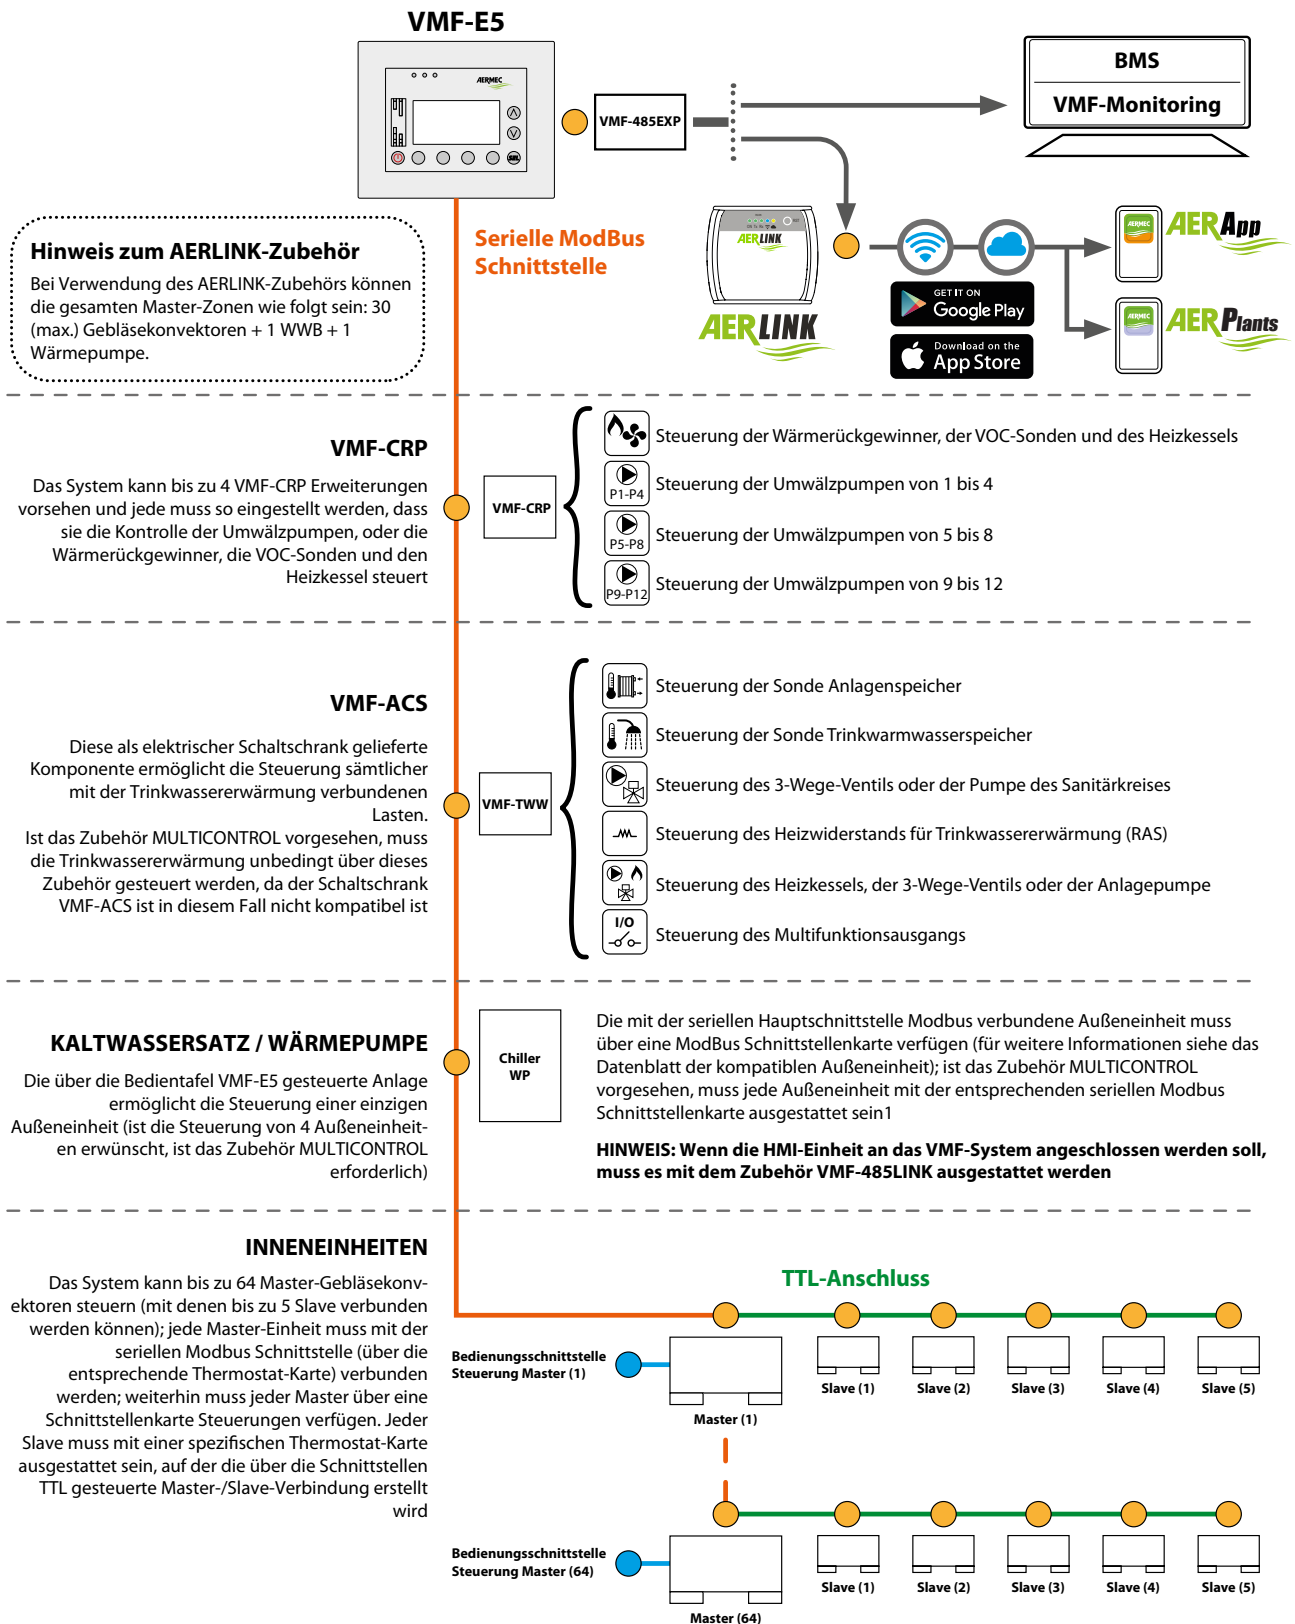 VMF-E5
AERMEC
SEL
VMF-485EXP
BMS
VMF-Monitoring
Hinweis zum AERLINK-Zubehör
Bei Verwendung des AERLINK-Zubehörs können
die gesamten Master-Zonen wie folgt sein: 30
(max.) Gebläsekonvektoren + 1 WWB + 1
Wärmepumpe.
Serielle ModBus
Schnittstelle
AERLINK
AERLINK
GET IT ON
Google Play
Download on the
App Store
AERMEC
AERApp
AERMEC
AERPlants
VMF-CRP
Das System kann bis zu 4 VMF-CRP Erweiterungen
vorsehen und jede muss so eingestellt werden, dass
sie die Kontrolle der Umwälzpumpen, oder die
Wärmerückgewinner, die VOC-Sonden und den
Heizkessel steuert
VMF-CRP
Steuerung der Wärmerückgewinner, der VOC-Sonden und des Heizkessels
P1-P4
Steuerung der Umwälzpumpen von 1 bis 4
P5-P8
Steuerung der Umwälzpumpen von 5 bis 8
P9-P12
Steuerung der Umwälzpumpen von 9 bis 12
VMF-ACS
Diese als elektrischer Schaltschrank gelieferte
Komponente ermöglicht die Steuerung sämtlicher
mit der Trinkwassererwärmung verbundenen
Lasten.
Ist das Zubehör MULTICONTROL vorgesehen, muss
die Trinkwassererwärmung unbedingt über dieses
Zubehör gesteuert werden, da der Schaltschrank
VMF-ACS ist in diesem Fall nicht kompatibel ist
VMF-TWW
Steuerung der Sonde Anlagenspeicher
Steuerung der Sonde Trinkwarmwasserspeicher
Steuerung des 3-Wege-Ventils oder der Pumpe des Sanitärkreises
Steuerung des Heizwiderstands für Trinkwassererwärmung (RAS)
Steuerung des Heizkessels, der 3-Wege-Ventils oder der Anlagepumpe
I/O
Steuerung des Multifunktionsausgangs
KALTWASSERSATZ / WÄRMEPUMPE
Die über die Bedientafel VMF-E5 gesteuerte Anlage
ermöglicht die Steuerung einer einzigen
Außeneinheit (ist die Steuerung von 4 Außeneinheit-
en erwünscht, ist das Zubehör MULTICONTROL
erforderlich)
Chiller
WP
Die mit der seriellen Hauptschnittstelle Modbus verbundene Außeneinheit muss
über eine ModBus Schnittstellenkarte verfügen (für weitere Informationen siehe das
Datenblatt der kompatiblen Außeneinheit); ist das Zubehör MULTICONTROL
vorgesehen, muss jede Außeneinheit mit der entsprechenden seriellen Modbus
Schnittstellenkarte ausgestattet sein1
HINWEIS: Wenn die HMI-Einheit an das VMF-System angeschlossen werden soll,
muss es mit dem Zubehör VMF-485LINK ausgestattet werden
INNENEINHEITEN
Das System kann bis zu 64 Master-Gebläsekonv-
ektoren steuern (mit denen bis zu 5 Slave verbunden
werden können); jede Master-Einheit muss mit der
seriellen Modbus Schnittstelle (über die
entsprechende Thermostat-Karte) verbunden
werden; weiterhin muss jeder Master über eine
Schnittstellenkarte Steuerungen verfügen. Jeder
Slave muss mit einer spezifischen Thermostat-Karte
ausgestattet sein, auf der die über die Schnittstellen
TTL gesteuerte Master-/Slave-Verbindung erstellt
wird
TTL-Anschluss
Bedienungsschnittstelle
Steuerung Master (1)
Master (1)
Slave (1)
Slave (2)
Slave (3)
Slave (4)
Slave (5)
Bedienungsschnittstelle
Steuerung Master (64)
Master (64)
Slave (1)
Slave (2)
Slave (3)
Slave (4)
Slave (5)